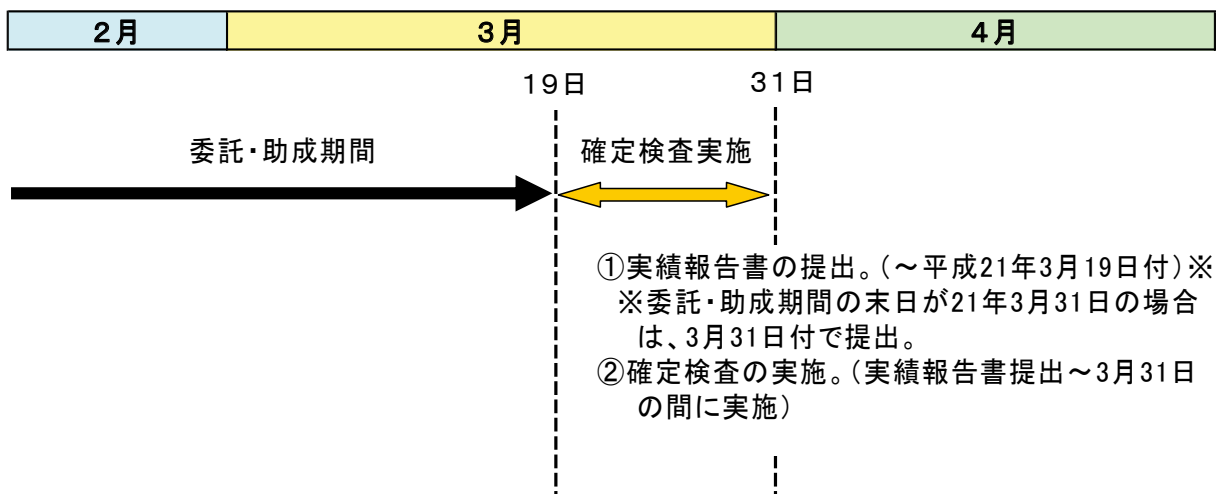 2月 3月 4月
19日 31日
委託・助成期間 確定検査実施
①実績報告書の提出。(～平成21年3月19日付)※
※委託・助成期間の末日が21年3月31日の場合
は、3月31日付で提出。
②確定検査の実施。(実績報告書提出～3月31日
の間に実施)